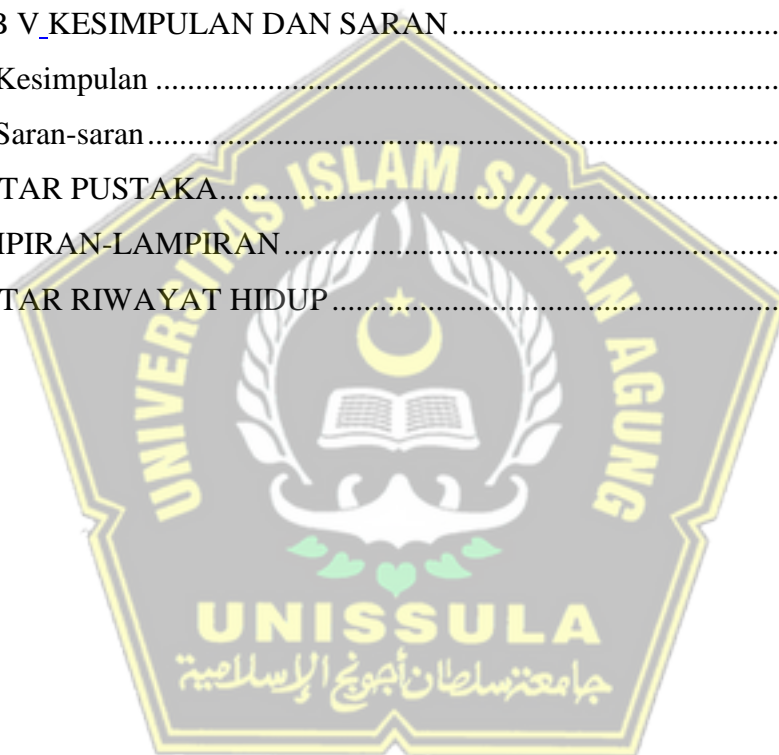 B V KESIMPULAN DAN SARAN....................................................
Kesimpulan ....................................................
Saran-saran....................................................
TAR PUSTAKA....................................................
MPIRAN-LAMPIRAN....................................................
TAR RIWAYAT HIDUP....................................................
UNIVERSITAS ISLAM SULTAN AGUNG
UNISSULA
جامعة سلطان أجونج الإسلامية